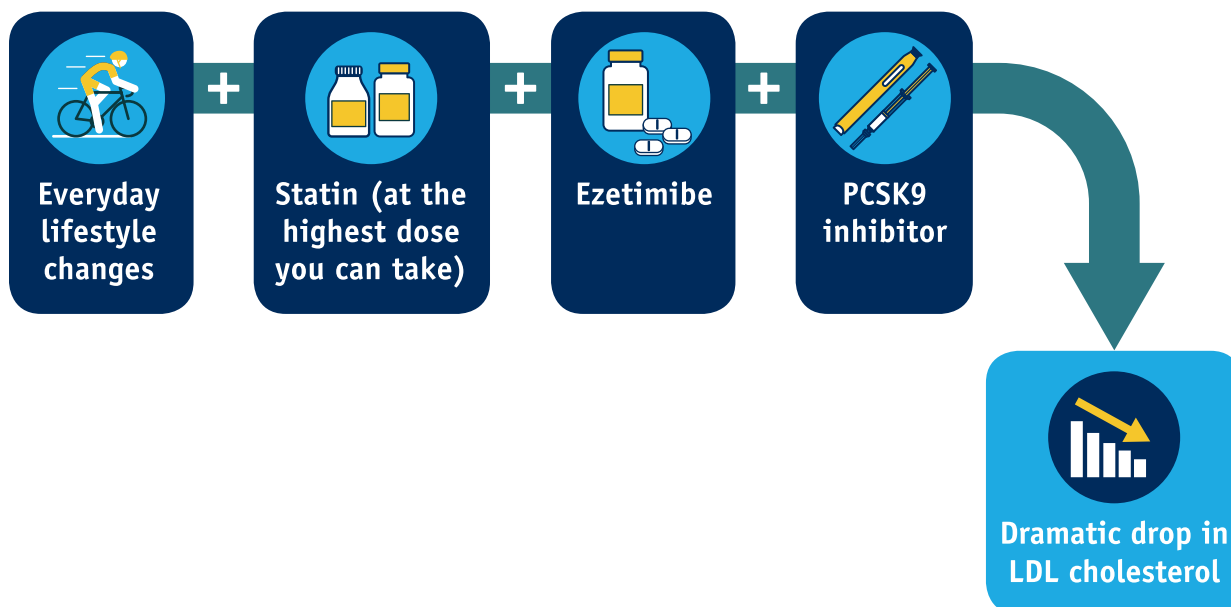 Everyday
lifestyle
changes
+
Statin (at the
highest dose
you can take)
+
Ezetimibe
+
PCSK9
inhibitor
Dramatic drop in
LDL cholesterol